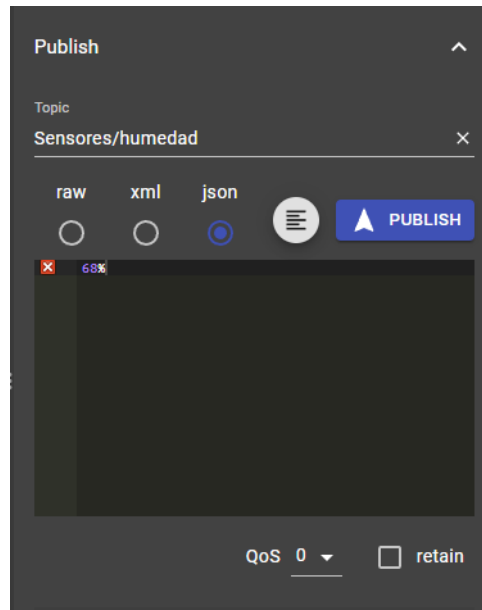 Publish
Topic
Sensores/humedad
raw xml json
PUBLISH
68%
QoS 0 retain